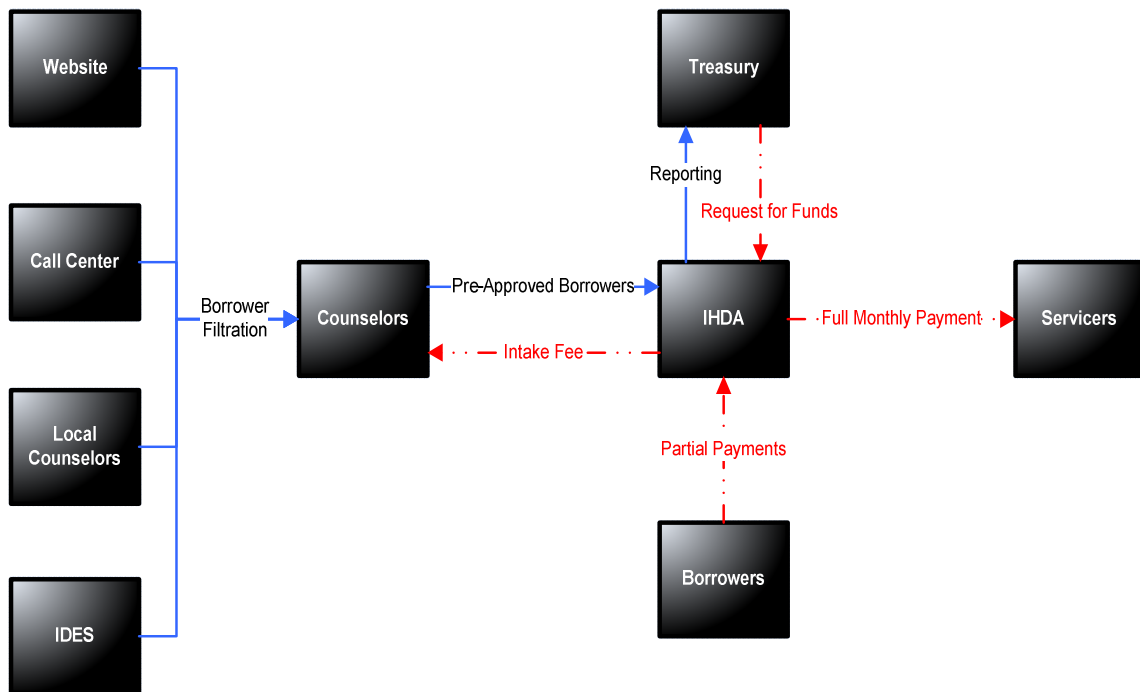 Website
Treasury
Reporting
Request for Funds
Call Center
Borrower
Filtration
Counselors
Pre-Approved Borrowers
IHDA
Full Monthly Payment
Servicers
Intake Fee
Local
Counselors
Partial Payments
Borrowers
IDES